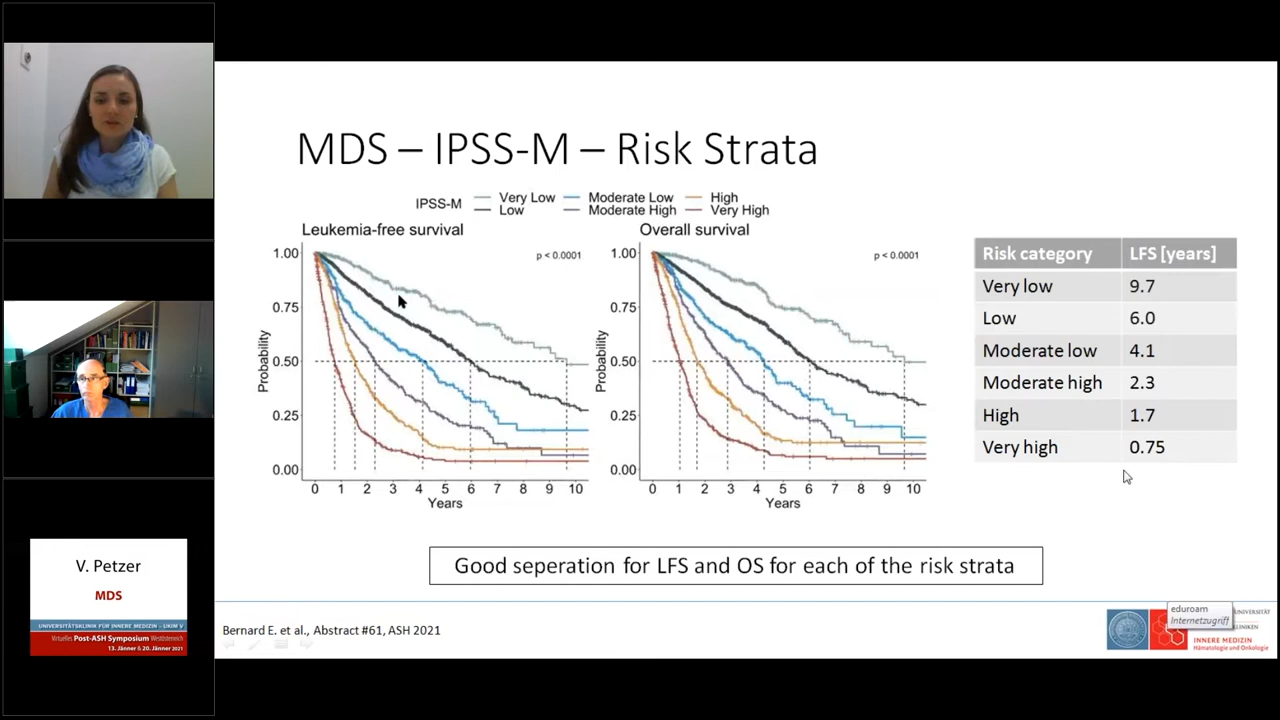 MDS – IPSS-M – Risk Strata
IPSS-M
Very Low
Moderate Low
High
Low
Moderate High
Very High
Leukemia-free survival
1.00
0.75
0.50
0.25
0.00
Probability
p < 0.0001
0 1 2 3 4 5 6 7 8 9 10
Years
Overall survival
1.00
0.75
0.50
0.25
0.00
Probability
p < 0.0001
0 1 2 3 4 5 6 7 8 9 10
Years
Risk category LFS [years]
Very low 9.7
Low 6.0
Moderate low 4.1
Moderate high 2.3
High 1.7
Very high 0.75
Good seperation for LFS and OS for each of the risk strata
Bernard E. et al., Abstract #61, ASH 2021
V. Petzer
MDS
UNIVERSITÄTSKLINIK FÜR INNERE MEDIZIN – UKIM V
Virtuelles Post-ASH Symposium Westösterreich
13. Jänner & 20. Jänner 2021
eduroam
Internetzugriff
INNERE MEDIZIN
Hämatologie und Onkologie